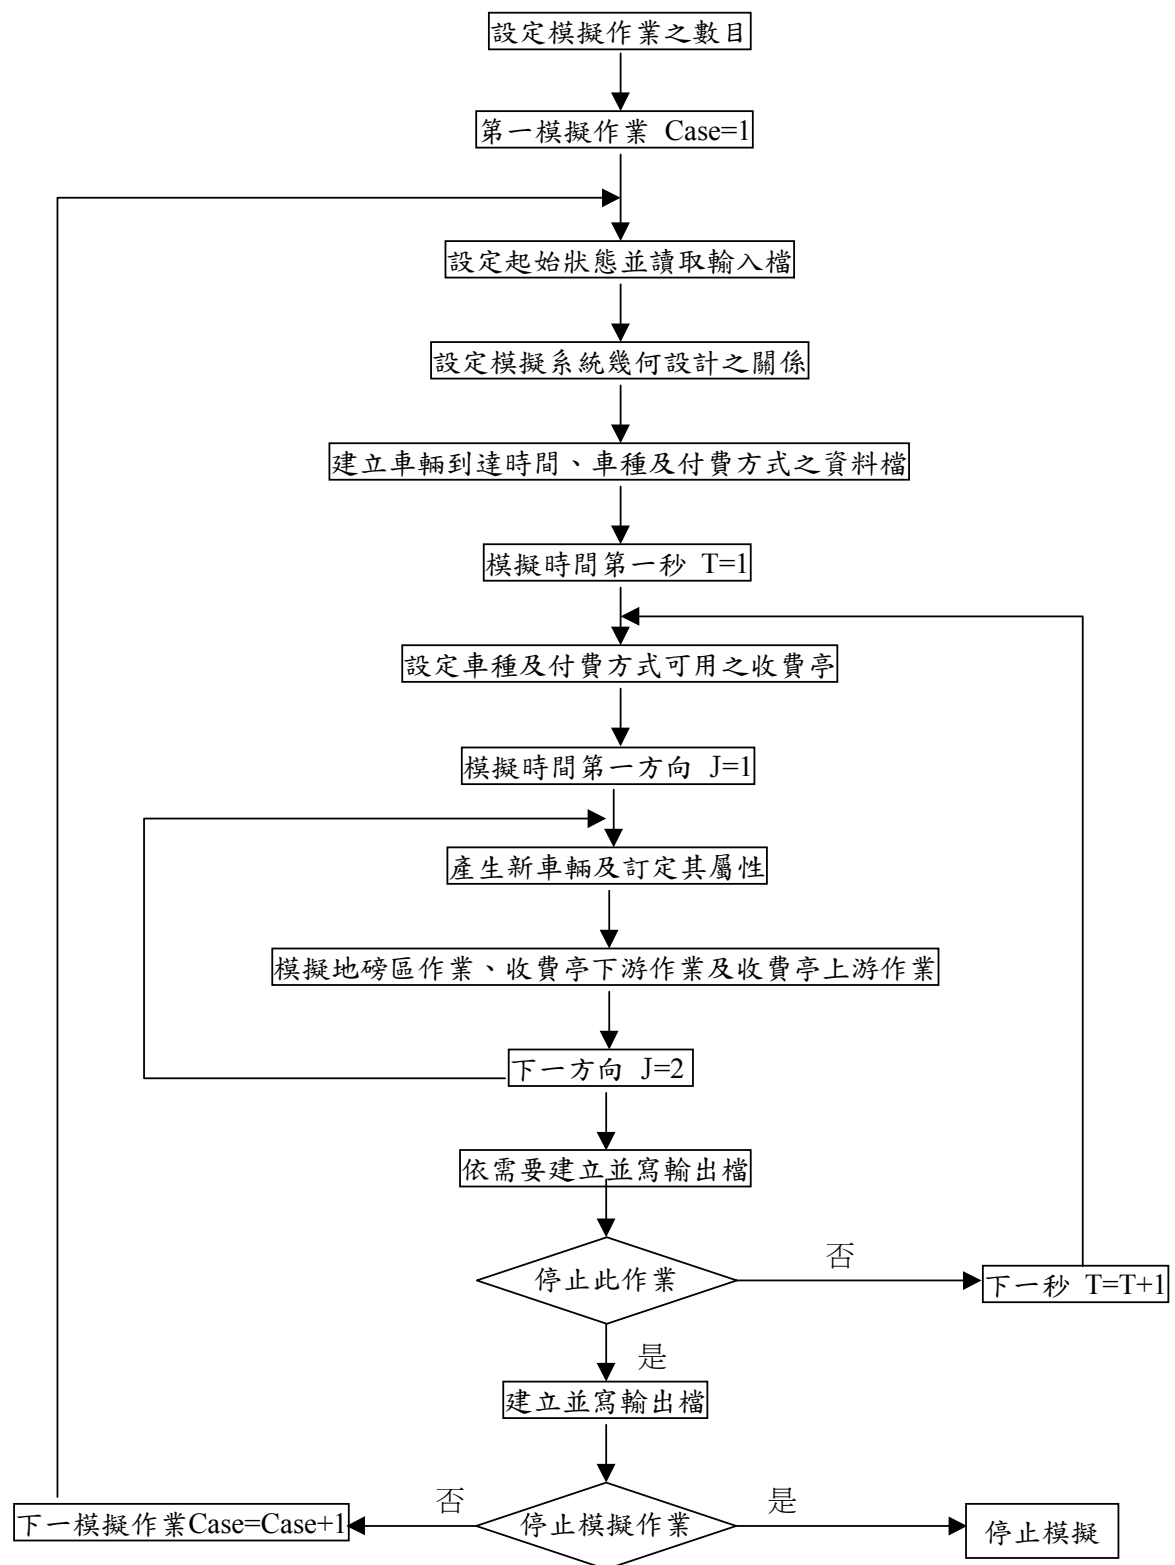 設定模擬作業之數目
第一模擬作業 Case=1
設定起始狀態並讀取輸入檔
設定模擬系統幾何設計之關係
建立車輛到達時間、車種及付費方式之資料檔
模擬時間第一秒 T=1
設定車種及付費方式可用之收費亭
模擬時間第一方向 J=1
產生新車輛及訂定其屬性
模擬地磅區作業、收費亭下游作業及收費亭上游作業
下一方向 J=2
依需要建立並寫輸出檔
停止此作業
否
下一秒 T=T+1
是
建立並寫輸出檔
停止模擬作業
否
下一模擬作業Case=Case+1
是
停止模擬